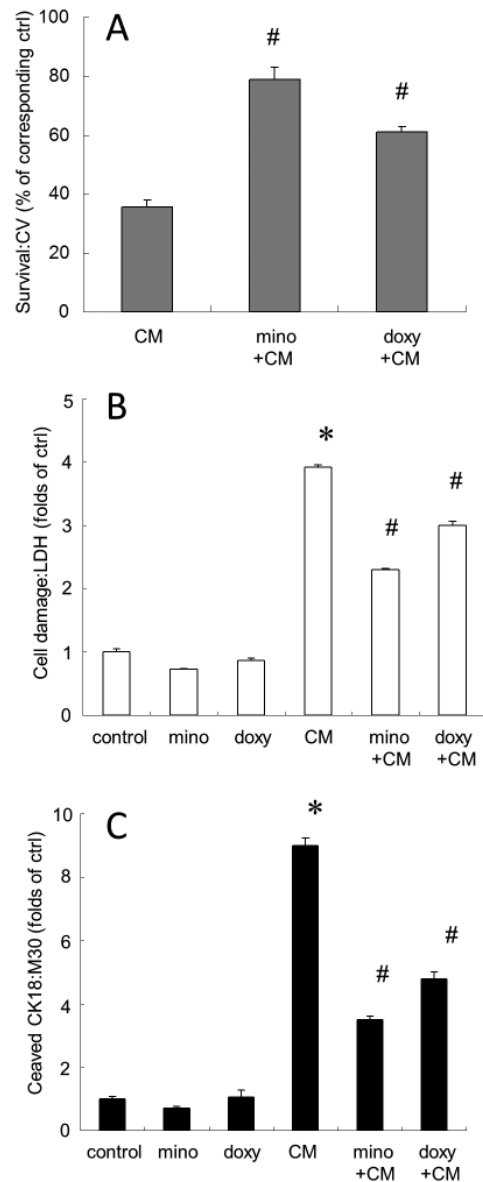 A
#
#
100
80
60
40
20
0
Survival:CV (% of corresponding ctrl)
CM
mino
+CM
doxy
+CM
B
*
#
#
5
4
3
2
1
0
Cell damage:LDH (folds of ctrl)
control mino doxy CM mino
+CM doxy
+CM
C
*
#
#
10
8
6
4
2
0
Ceaved CK18:M30 (folds of ctrl)
control mino doxy CM mino
+CM doxy
+CM